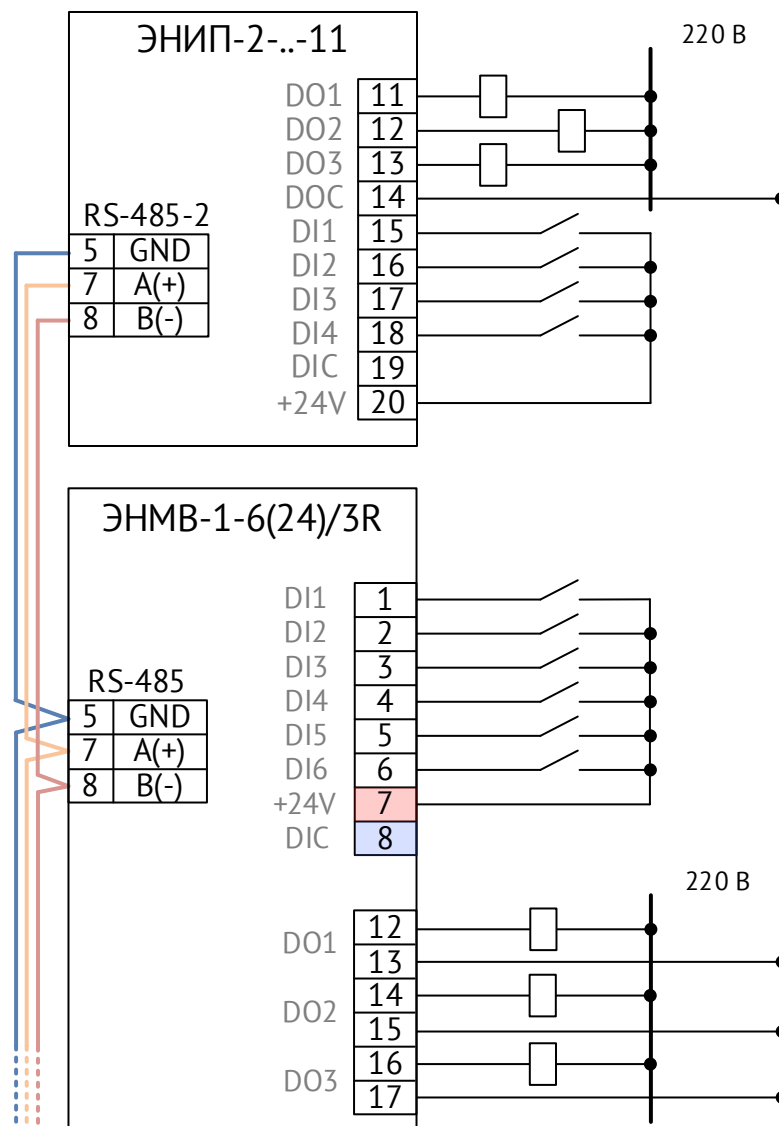 ЭНИП-2-..-11
220 В
DO1 11
DO2 12
DO3 13
DOC 14
RS-485-2
DI1 15
5 GND
DI2 16
7 A(+)
DI3 17
8 B(-)
DI4 18
DIC 19
+24V 20
ЭНМВ-1-6(24)/3R
DI1 1
DI2 2
DI3 3
RS-485
DI4 4
5 GND
DI5 5
7 A(+)
DI6 6
8 B(-)
+24V 7
DIC 8
220 В
DO1 12
13
DO2 14
15
DO3 16
17